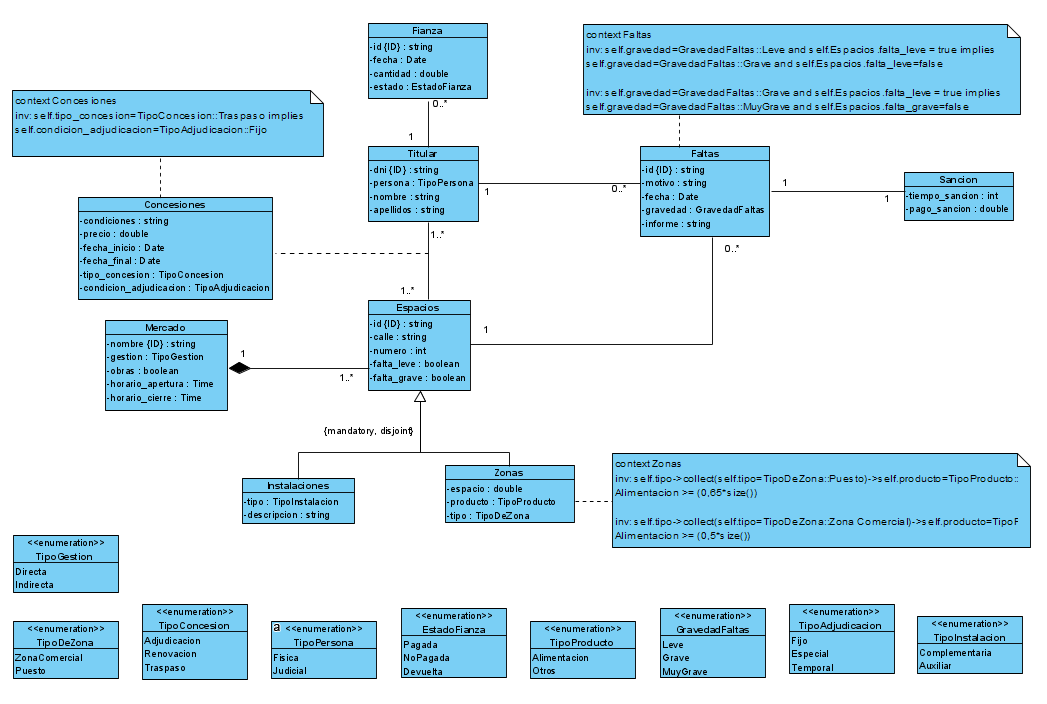 Fianza
-id {ID} : string
-fecha : Date
-cantidad : double
-estado : EstadoFianza
0..*
1
context Faltas
inv: self.gravedad=GravedadFaltas::Leve and self.Espacios.falta_leve = true implies
self.gravedad=GravedadFaltas::Grave and self.Espacios.falta_leve=false
inv: self.gravedad=GravedadFaltas::Grave and self.Espacios.falta_leve = true implies
self.gravedad=GravedadFaltas::MuyGrave and self.Espacios.falta_grave=false
context Concesiones
inv: self.tipo_concesion=TipoConcesion::Traspaso implies
self.condicion_adjudicacion=TipoAdjudicacion::Fijo
Titular
-dni {ID} : string
-persona : TipoPersona
-nombre : string
-apellidos : string
1
0..*
1..*
Faltas
-id {ID} : string
-motivo : string
-fecha : Date
-gravedad : GravedadFaltas
-informe : string
1
1
0..*
Sancion
-tiempo_sancion : int
-pago_sancion : double
Concesiones
-condiciones : string
-precio : double
-fecha_inicio : Date
-fecha_final : Date
-tipo_concesion : TipoConcesion
-condicion_adjudicacion : TipoAdjudicacion
1..*
Espacios
-id {ID} : string
-calle : string
-numero : int
-falta_leve : boolean
-falta_grave : boolean
1
Mercado
-nombre {ID} : string
-gestion : TipoGestion
-obras : boolean
-horario_apertura : Time
-horario_cierre : Time
1
1..*
{mandatory, disjoint}
Instalaciones
-tipo : TipoInstalacion
-descripcion : string
Zonas
-espacio : double
-producto : TipoProducto
-tipo : TipoDeZona
context Zonas
inv: self.tipo->collect(self.tipo=TipoDeZona::Puesto)->self.producto=TipoProducto::
Alimentacion >= (0,65*size())
inv: self.tipo->collect(self.tipo=TipoDeZona::Zona Comercial)->self.producto=TipoF
Alimentacion >= (0,5*size())
<<enumeration>>
TipoGestion
Directa
Indirecta
<<enumeration>>
TipoDeZona
ZonaComercial
Puesto
<<enumeration>>
TipoConcesion
Adjudicacion
Renovacion
Traspaso
a <<enumeration>>
TipoPersona
Fisica
Judicial
<<enumeration>>
EstadoFianza
Pagada
NoPagada
Devuelta
<<enumeration>>
TipoProducto
Alimentacion
Otros
<<enumeration>>
GravedadFaltas
Leve
Grave
MuyGrave
<<enumeration>>
TipoAdjudicacion
Fijo
Especial
Temporal
<<enumeration>>
TipoInstalacion
Complementaria
Auxiliar